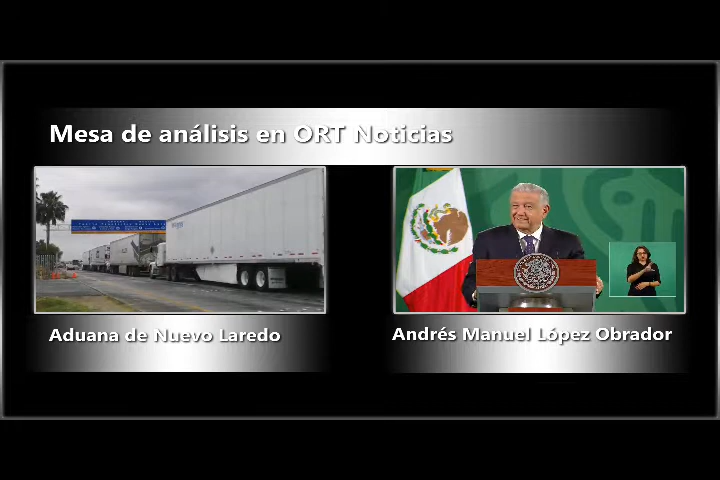 Mesa de análisis en ORT Noticias
Aduana de Nuevo Laredo
Andrés Manuel López Obrador